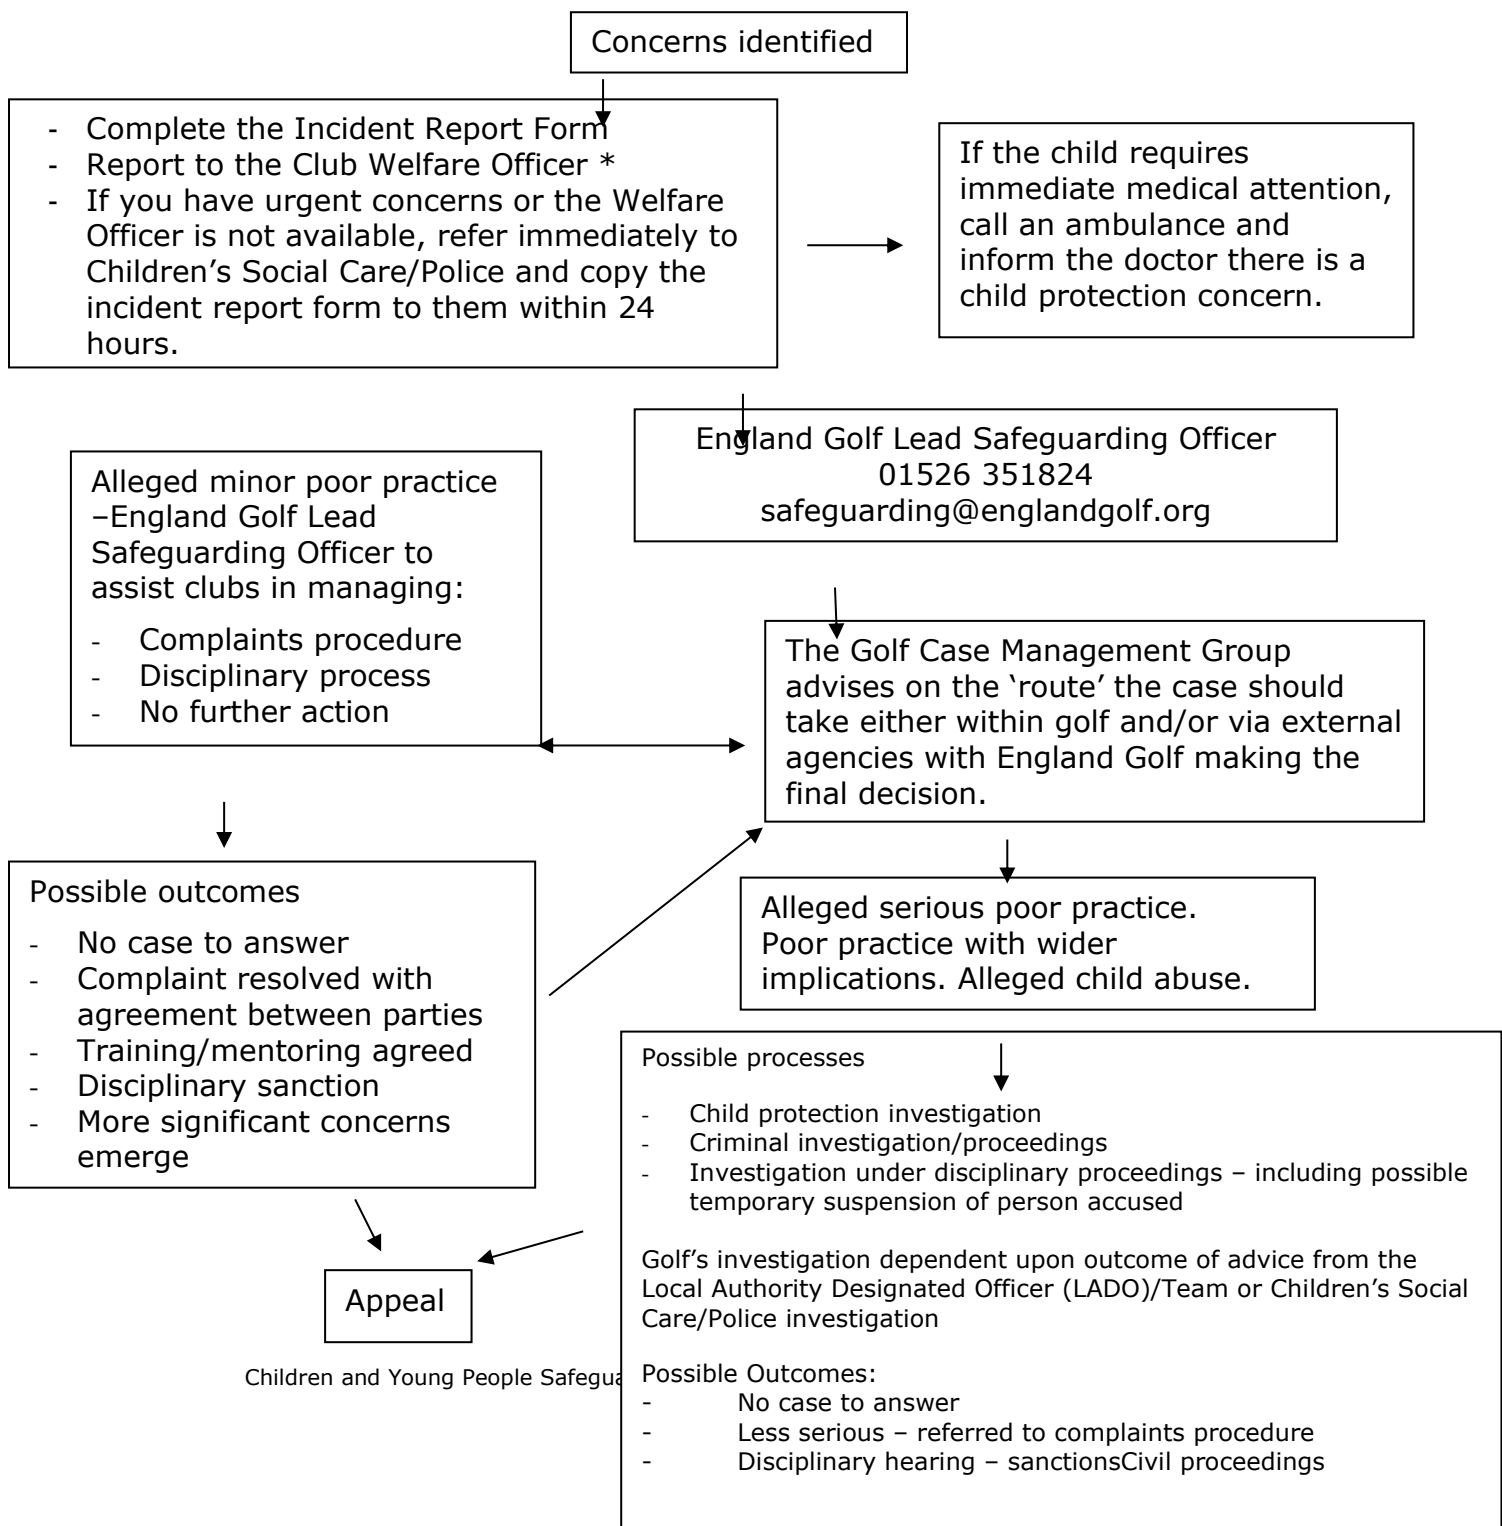 Concerns identified
- Complete the Incident Report Form
- Report to the Club Welfare Officer *
- If you have urgent concerns or the Welfare
Officer is not available, refer immediately to
Children’s Social Care/Police and copy the
incident report form to them within 24
hours.
If the child requires
immediate medical attention,
call an ambulance and
inform the doctor there is a
child protection concern.
England Golf Lead Safeguarding Officer
01526 351824
safeguarding@englandgolf.org
Alleged minor poor practice
–England Golf Lead
Safeguarding Officer to
assist clubs in managing:
- Complaints procedure
- Disciplinary process
- No further action
The Golf Case Management Group
advises on the ‘route’ the case should
take either within golf and/or via external
agencies with England Golf making the
final decision.
Possible outcomes
- No case to answer
- Complaint resolved with
agreement between parties
- Training/mentoring agreed
- Disciplinary sanction
- More significant concerns
emerge
Alleged serious poor practice.
Poor practice with wider
implications. Alleged child abuse.
Possible processes
- Child protection investigation
- Criminal investigation/proceedings
- Investigation under disciplinary proceedings – including possible
temporary suspension of person accused
Golf’s investigation dependent upon outcome of advice from the
Local Authority Designated Officer (LADO)/Team or Children’s Social
Care/Police investigation
Possible Outcomes:
- No case to answer
- Less serious – referred to complaints procedure
- Disciplinary hearing – sanctionsCivil proceedings
Appeal
Children and Young People Safegua